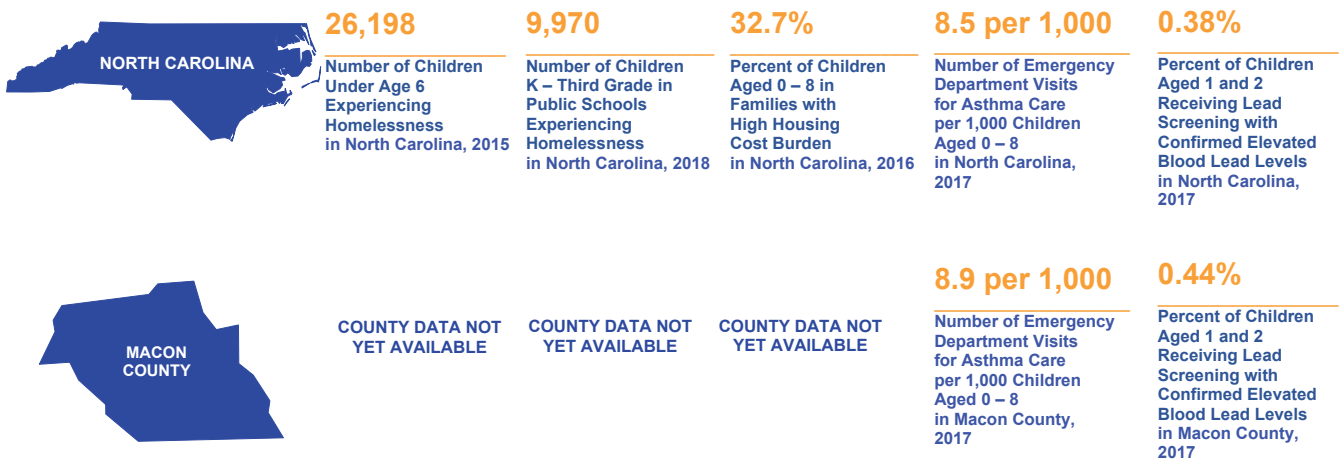 NORTH CAROLINA
26,198
Number of Children
Under Age 6
Experiencing
Homelessness
in North Carolina, 2015
9,970
Number of Children
K – Third Grade in
Public Schools
Experiencing
Homelessness
in North Carolina, 2018
32.7%
Percent of Children
Aged 0 – 8 in
Families with
High Housing
Cost Burden
in North Carolina, 2016
8.5 per 1,000
Number of Emergency
Department Visits
for Asthma Care
per 1,000 Children
Aged 0 – 8
in North Carolina,
2017
0.38%
Percent of Children
Aged 1 and 2
Receiving Lead
Screening with
Confirmed Elevated
Blood Lead Levels
in North Carolina,
2017
MACON
COUNTY
COUNTY DATA NOT
YET AVAILABLE
COUNTY DATA NOT
YET AVAILABLE
COUNTY DATA NOT
YET AVAILABLE
8.9 per 1,000
Number of Emergency
Department Visits
for Asthma Care
per 1,000 Children
Aged 0 – 8
in Macon County,
2017
0.44%
Percent of Children
Aged 1 and 2
Receiving Lead
Screening with
Confirmed Elevated
Blood Lead Levels
in Macon County,
2017